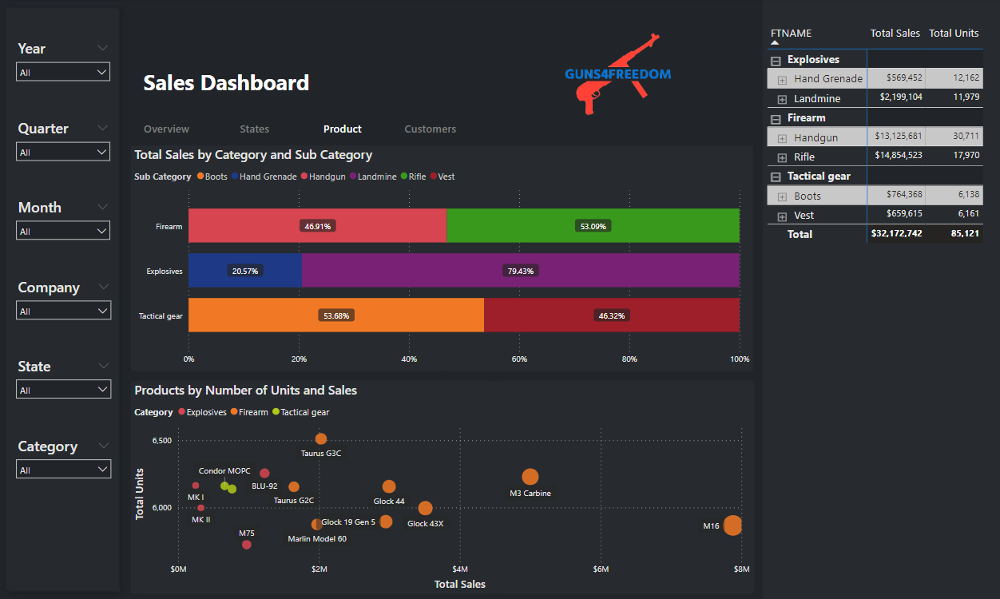 Year
All
Quarter
All
Month
All
Company
All
State
All
Category
All
Sales Dashboard
GUNS4FREEDOM
Overview States Product Customers
Total Sales by Category and Sub Category
Sub Category Boots Hand Grenade Handgun Landmine Rifle Vest
Firearm 46.91% 53.09%
Explosives 20.57% 79.43%
Tactical gear 53.68% 46.32%
0% 20% 40% 60% 80% 100%
Products by Number of Units and Sales
Category Explosives Firearm Tactical gear
Total Units
6,500
6,000
Taurus G3C
Condor MOPC
BLU-92
MK I
Taurus G2C
Glock 44
M3 Carbine
MK II
Glock 19 Gen 5
Glock 43X
M16
M75
Marlin Model 60
$0M $2M $4M $6M $8M
Total Sales
FTNAME Total Sales Total Units
Explosives
Hand Grenade $569,452 12,162
Landmine $2,199,104 11,979
Firearm
Handgun $13,125,681 30,711
Rifle $14,854,523 17,970
Tactical gear
Boots $764,368 6,138
Vest $659,615 6,161
Total $32,172,742 85,121